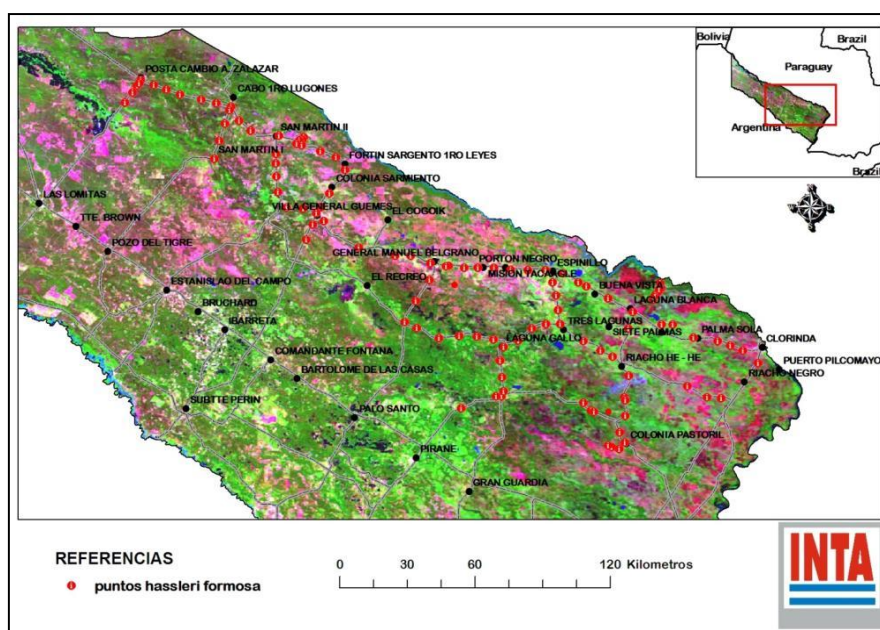 Bolivia
Brazil
Paraguay
Argentina
Brazil
POSTA CAMBIO A. ZALAZAR
CABO 1RO LUGONES
SAN MARTIN II
SAN MARTIN I
FORTIN SARGENTO 1RO LEYES
COLONIA SARMIENTO
LAS LOMITAS
VILLA GENERAL GUEMES
TTE. BROWN
EL COGOIK
POZO DEL TIGRE
GENERAL MANUEL BELGRANO
PORTON NEGRO
ESPINILLO
MISION TACAAGLE
ESTANISLAO DEL CAMPO
EL RECREO
BUENA VISTA
BRUCHARD
LAGUNA BLANCA
IBARRETA
TRES LAGUNAS
SIETE PALMAS
LAGUNA GALLO
PALMA SOLA
CLORINDA
COMANDANTE FONTANA
RIACHO HE - HE
PUERTO PILCOMAYO
BARTOLOME DE LAS CASAS
RIACHO NEGRO
SUBTTE PERIN
PALO SANTO
COLONIA PASTORIL
PIRANE
GRAN GUARDIA
REFERENCIAS
puntos hassleri formosa
0 30 60 120 Kilometros
INTA